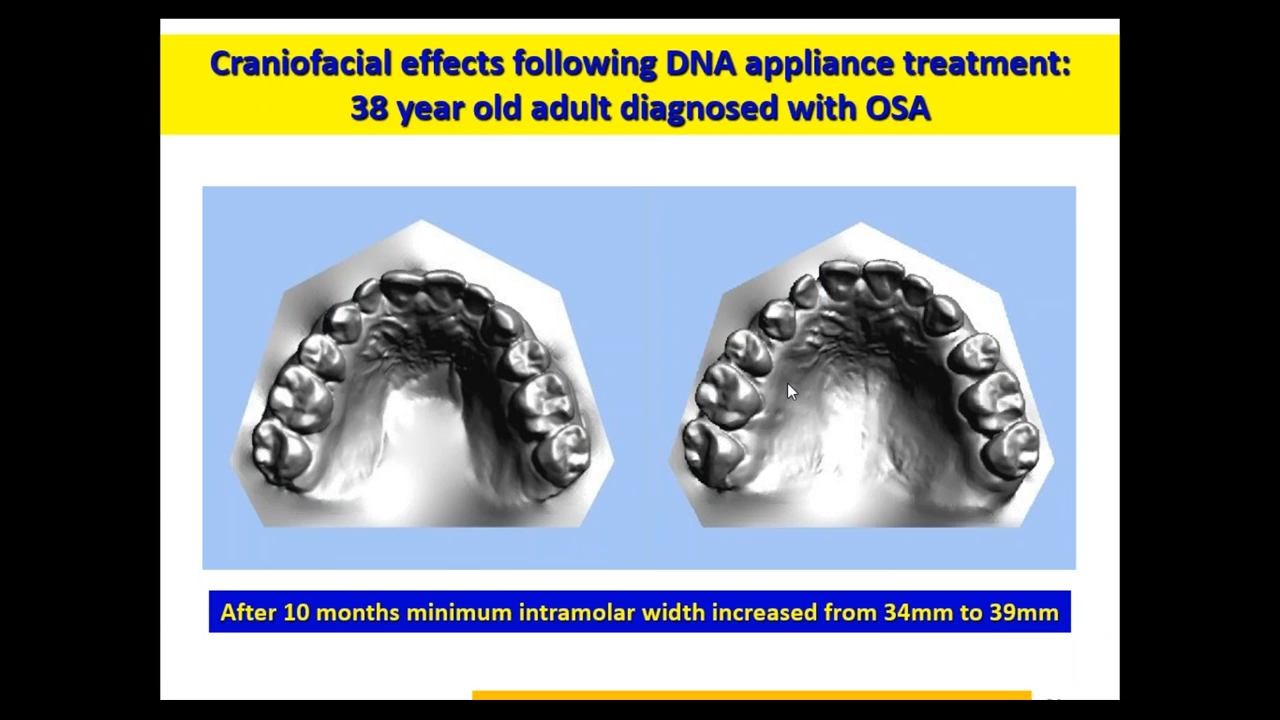 Craniofacial effects following DNA appliance treatment:
38 year old adult diagnosed with OSA
After 10 months minimum intramolar width increased from 34mm to 39mm